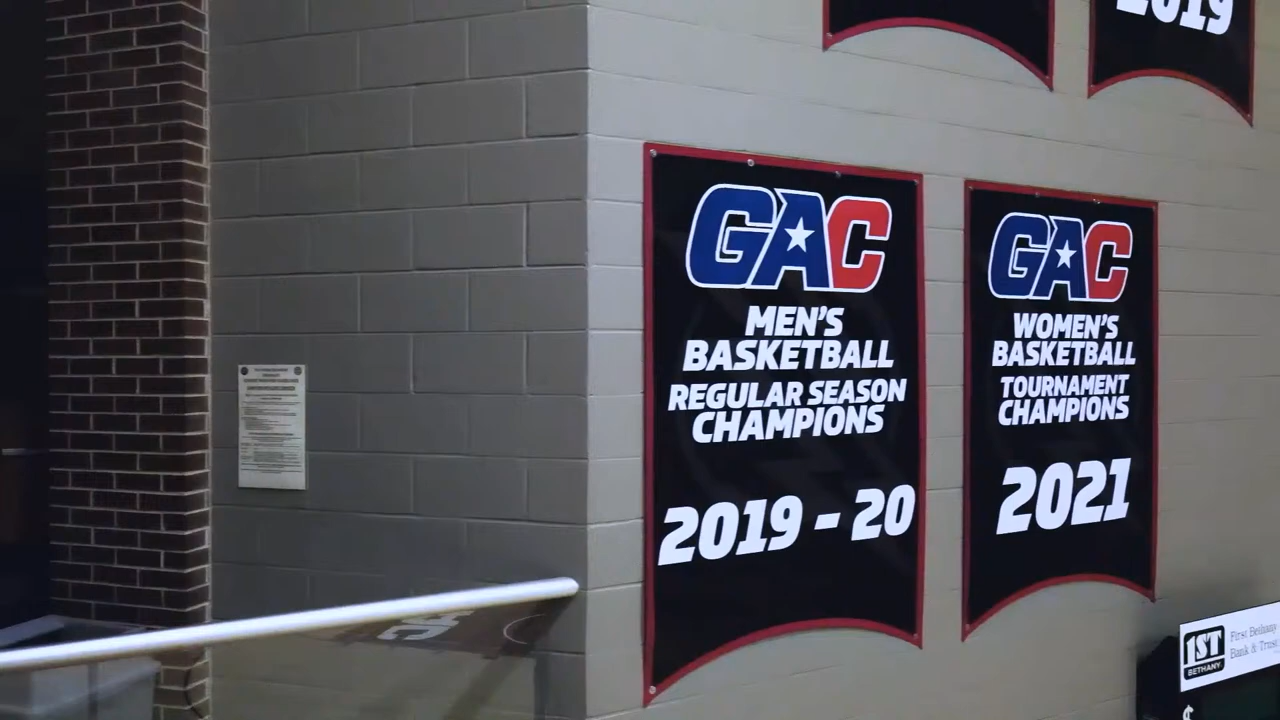 2019
GAC
MEN'S
BASKETBALL
REGULAR SEASON
CHAMPIONS
2019 - 20
GAC
WOMEN'S
BASKETBALL
TOURNAMENT
CHAMPIONS
2021
1ST
BETHANY
First Bethany
Bank & Trust